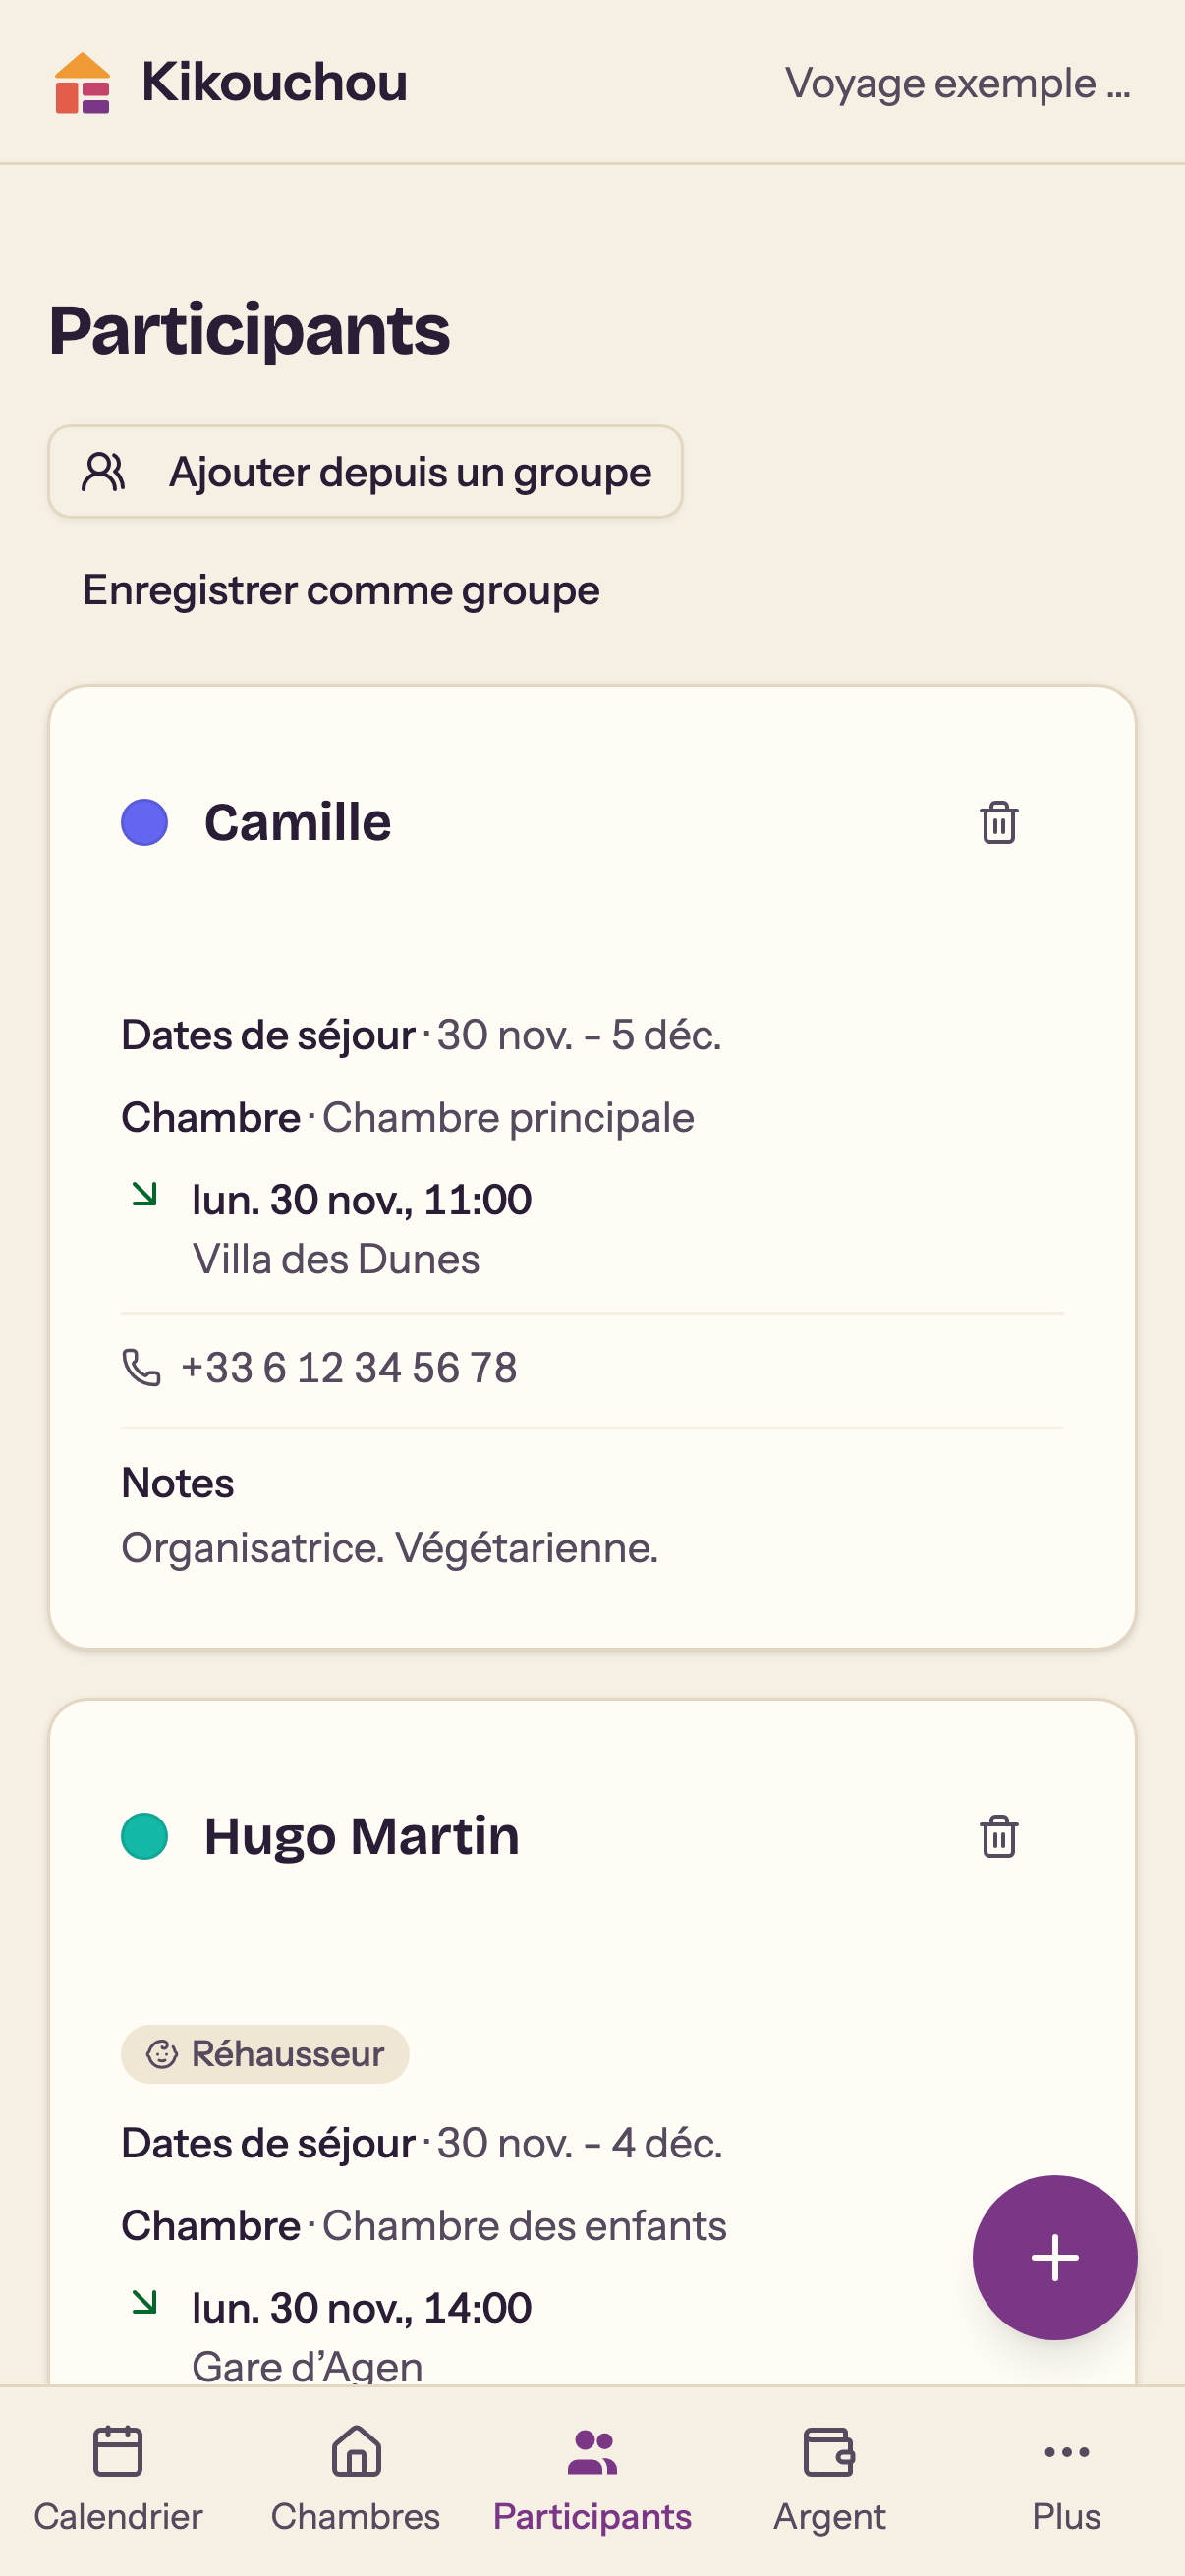 Kikouchou
Voyage exemple ...
Participants
Ajouter depuis un groupe
Enregistrer comme groupe
Camille
Dates de séjour · 30 nov. – 5 déc.
Chambre · Chambre principale
lun. 30 nov., 11:00
Villa des Dunes
+33 6 12 34 56 78
Notes
Organisatrice. Végétarienne.
Hugo Martin
Réhausseur
Dates de séjour · 30 nov. – 4 déc.
Chambre · Chambre des enfants
lun. 30 nov., 14:00
Gare d’Agen
Calendrier
Chambres
Participants
Argent
Plus